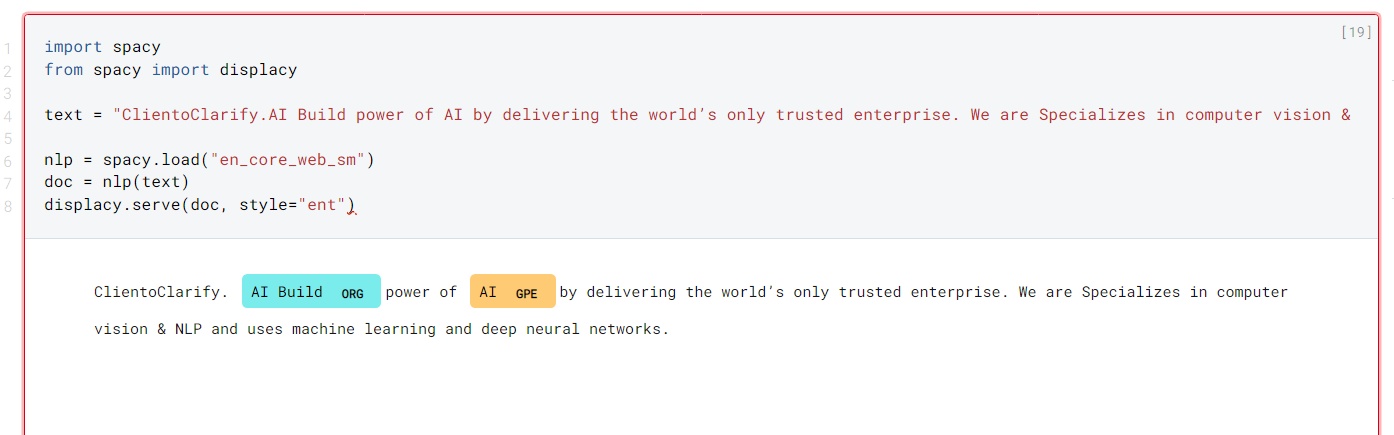 [19]
1 import spacy
2 from spacy import displacy
3
4 text = "ClientoClarify.AI Build power of AI by delivering the world's only trusted enterprise. We are Specializes in computer vision &
5
6 nlp = spacy.load("en_core_web_sm")
7 doc = nlp(text)
8 displacy.serve(doc, style="ent")
ClientoClarify. AI Build ORG power of AI GPE by delivering the world's only trusted enterprise. We are Specializes in computer
vision & NLP and uses machine learning and deep neural networks.